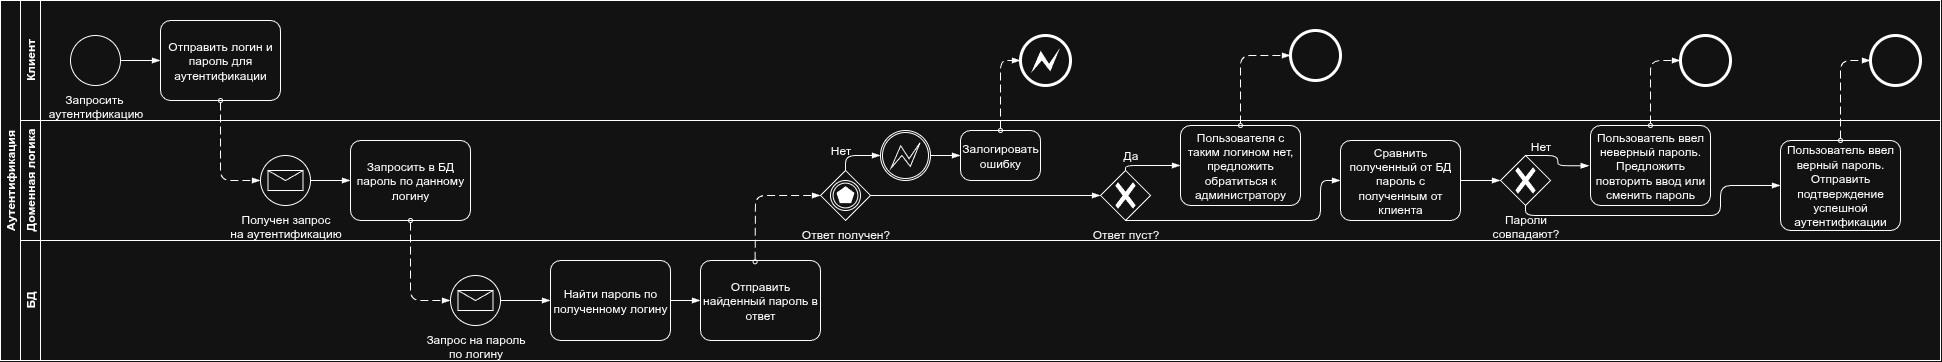 Аутентификация
Клиент
Запросить
аутентификацию
Отправить логин и
пароль для
аутентификации
Доменная логика
Получен запрос
на аутентификацию
Запросить в БД
пароль по данному
логину
Ответ получен?
Нет
Залогировать
ошибку
Ответ пуст?
Да
Пользователя с
таким логином нет,
предложить
обратиться к
администратору
Сравнить
полученный от БД
пароль с
полученным от
клиента
Пароли
совпадают?
Нет
Пользователь ввел
неверный пароль.
Предложить
повторить ввод или
сменить пароль
Пользователь ввел
верный пароль.
Отправить
подтверждение
успешной
аутентификации
БД
Запрос на пароль
по логину
Найти пароль по
полученному логину
Отправить
найденный пароль в
ответ